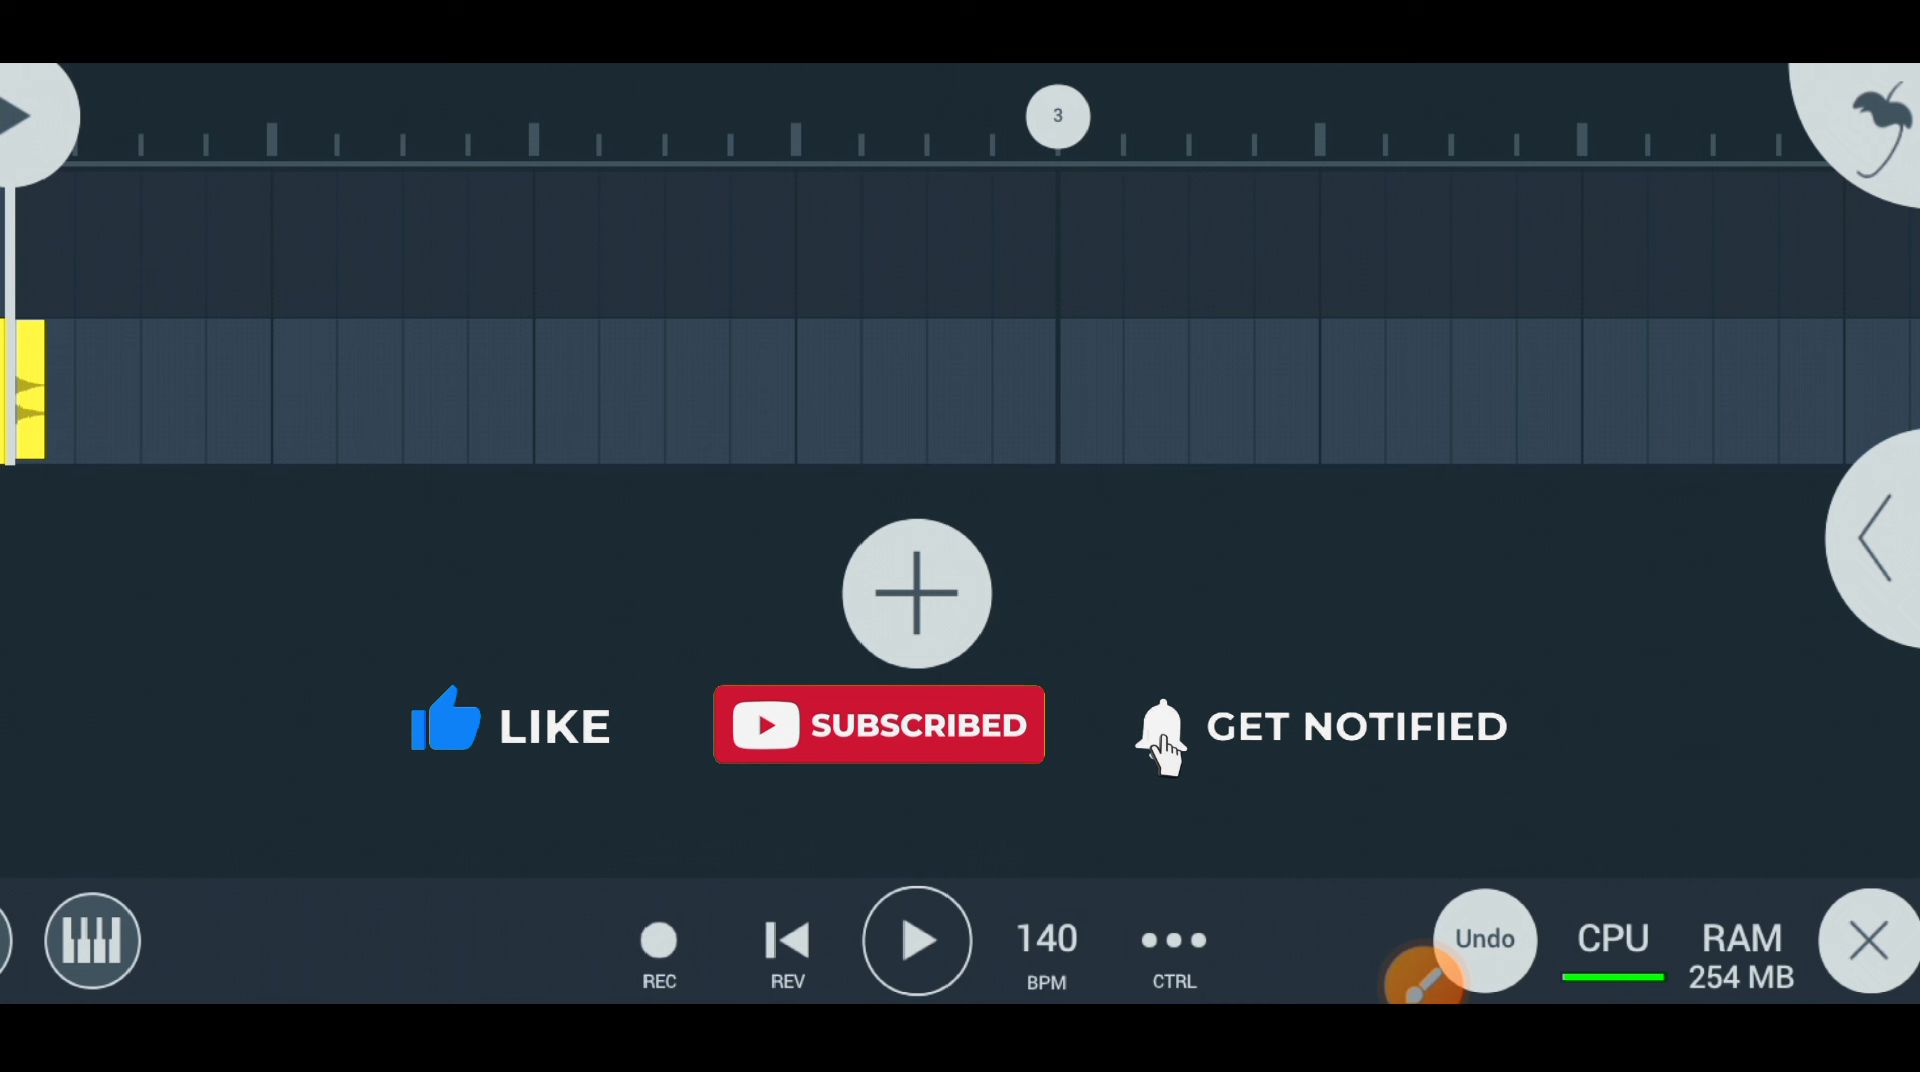 3
LIKE
SUBSCRIBED
GET NOTIFIED
REC
REV
140
BPM
CTRL
Undo
CPU
RAM
254 MB